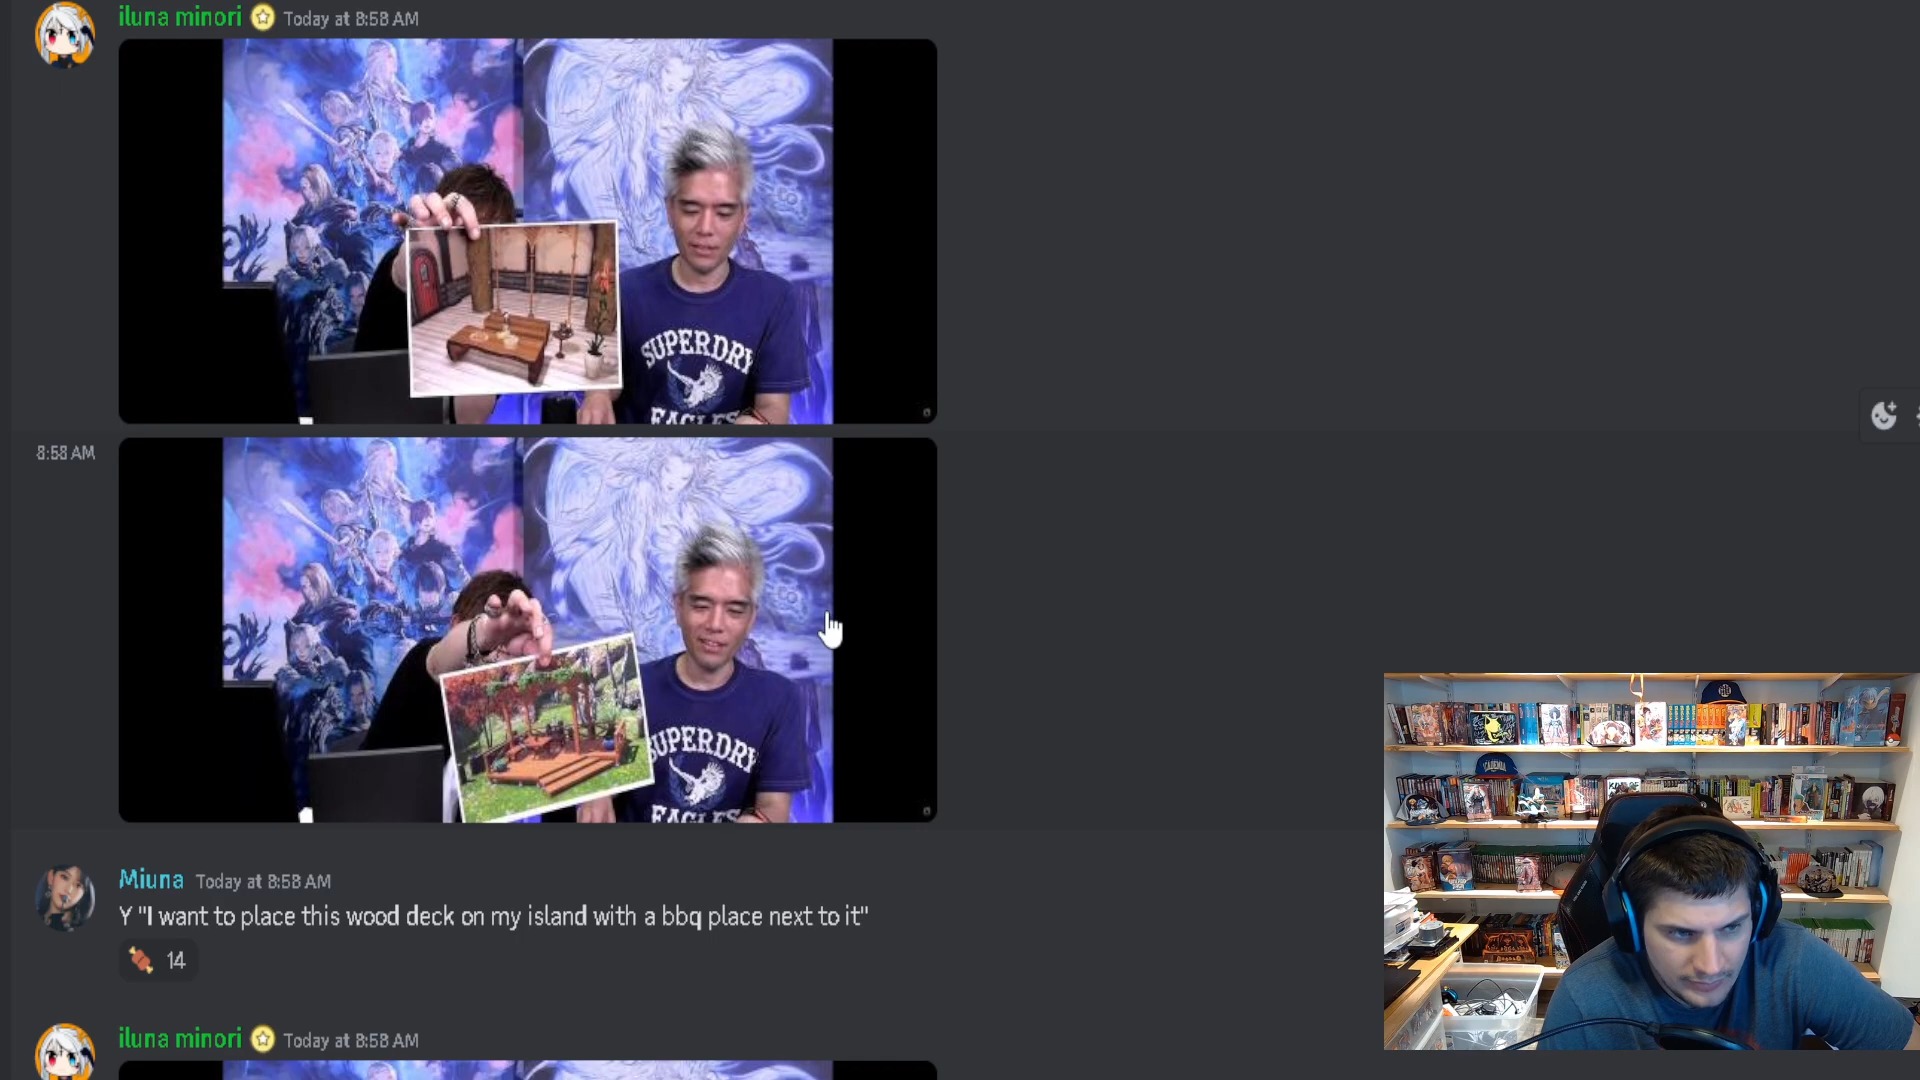 iluna minori Today at 8:58 AM
SUPERDRY
EAGLES
8:58 AM
SUPERDRY
EAGLES
Miuna Today at 8:58 AM
Y "I want to place this wood deck on my island with a bbq place next to it"
14
iluna minori Today at 8:58 AM